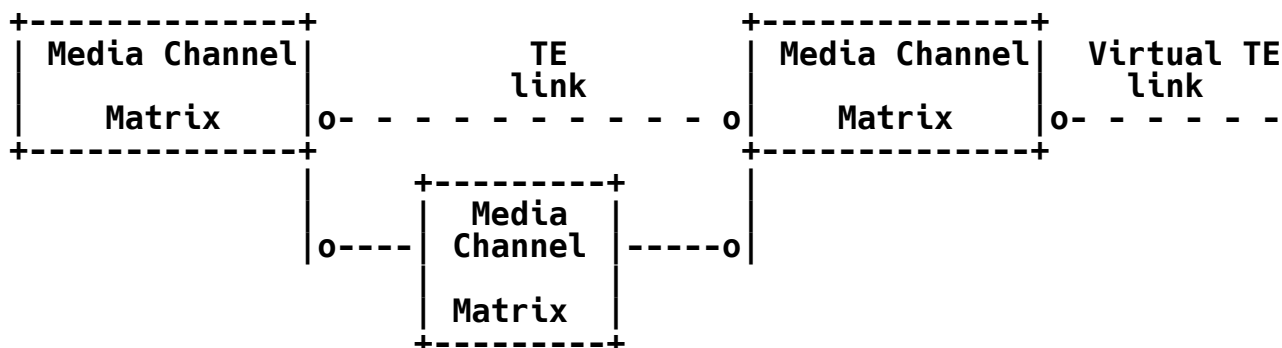 +--------------+                       +--------------+
| Media Channel|           TE          | Media Channel|  Virtual TE
|              |          link         |              |    link
|    Matrix    |o- - - - - - - - - - - o|    Matrix    |o- - - - - -
+--------------+                       +--------------+
|     +---------+      |
|     |  Media  |      |
|o----| Channel |-----o|
|         |
| Matrix  |
+---------+